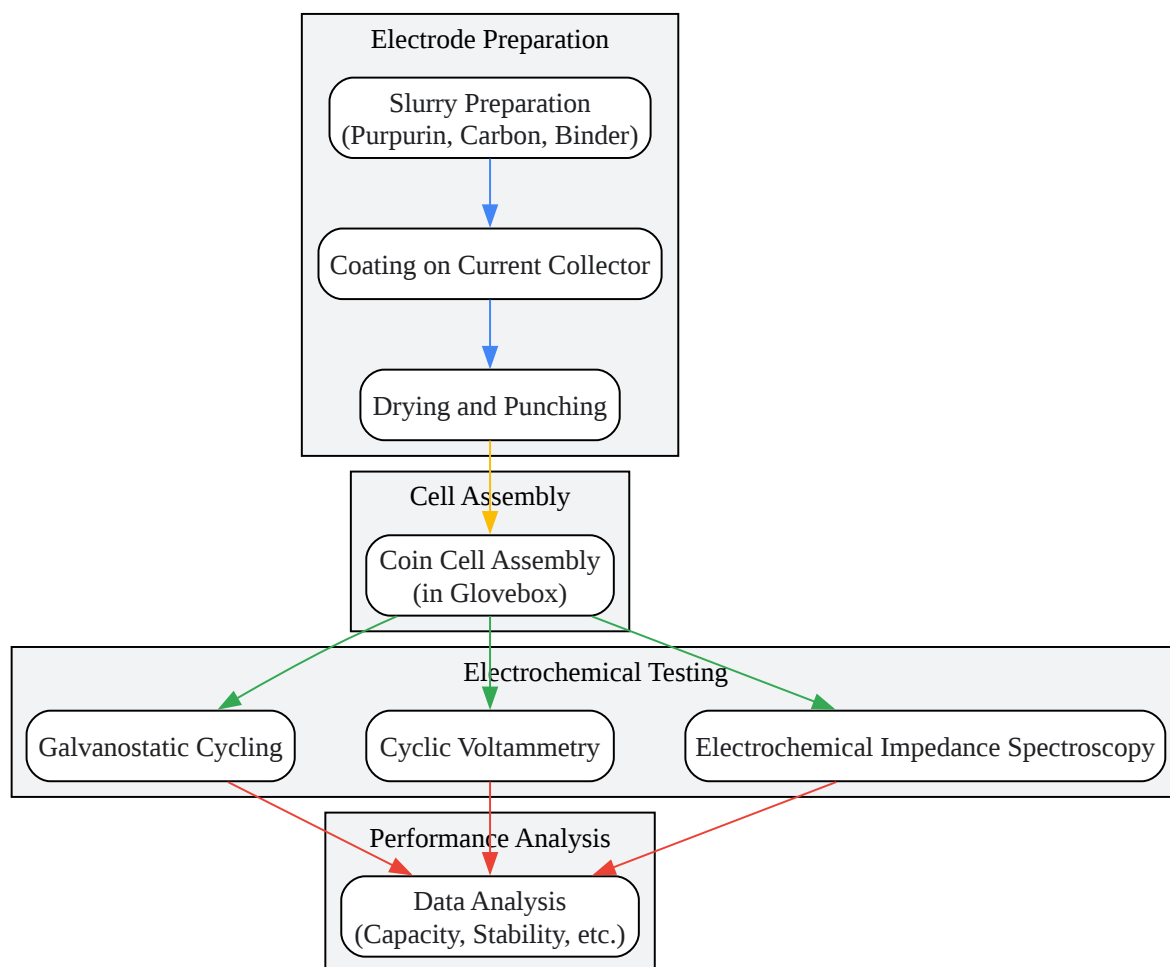 Electrode Preparation
Slurry Preparation
(Purpurin, Carbon, Binder)
Coating on Current Collector
Drying and Punching
Cell Assembly
Coin Cell Assembly
(in Glovebox)
Electrochemical Testing
Galvanostatic Cycling
Cyclic Voltammetry
Electrochemical Impedance Spectroscopy
Performance Analysis
Data Analysis
(Capacity, Stability, etc.)